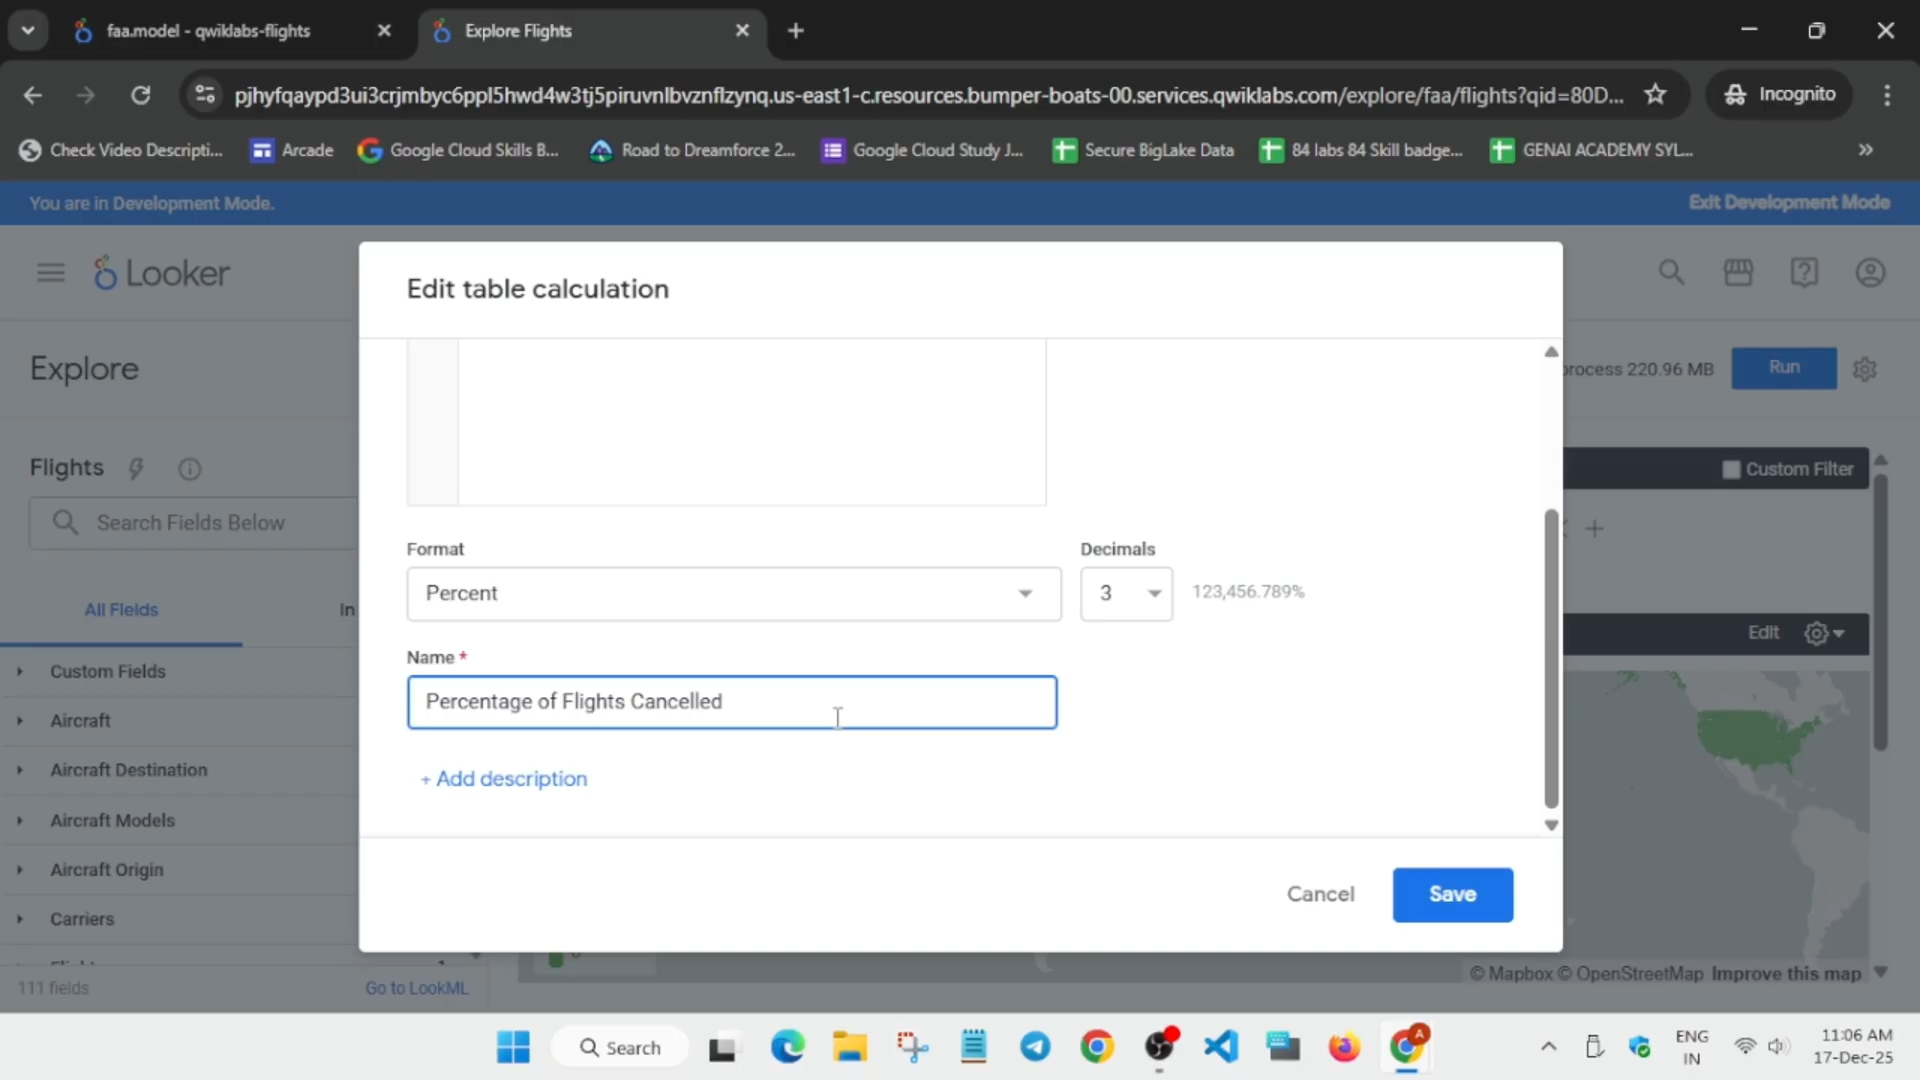 faa.model - qwiklabs-flights
Explore Flights
pjhyfqaypd3ui3crjmbyc6ppl5hwd4w3tj5piruvnlbvznflzynq.us-east1-c.resources.bumper-boats-00.services.qwiklabs.com/explore/faa/flights?qid=80D...
Incognito
Check Video Descripti...
Arcade
Google Cloud Skills B...
Road to Dreamforce 2...
Google Cloud Study J...
Secure BigLake Data
84 labs 84 Skill badge...
GENAI ACADEMY SYL...
You are in Development Mode.
Exit Development Mode
Looker
Edit table calculation
Explore
process 220.96 MB
Run
Flights
Custom Filter
Search Fields Below
Format
Decimals
Percent
3
123,456.789%
All Fields
In
Edit
Name *
Custom Fields
Percentage of Flights Cancelled
Aircraft
Aircraft Destination
+ Add description
Aircraft Models
Aircraft Origin
Cancel
Save
Carriers
111 fields
Go to LookML
© Mapbox © OpenStreetMap Improve this map
Search
ENG
IN
11:06 AM
17-Dec-25